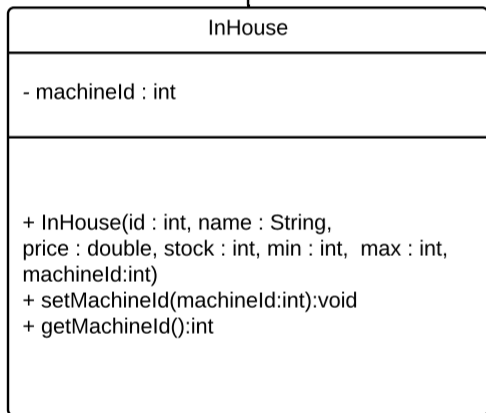 InHouse
- machineId : int
+ InHouse(id : int, name : String,
price : double, stock : int, min : int,  max : int,
machineId:int)
+ setMachineId(machineId:int):void
+ getMachineId():int